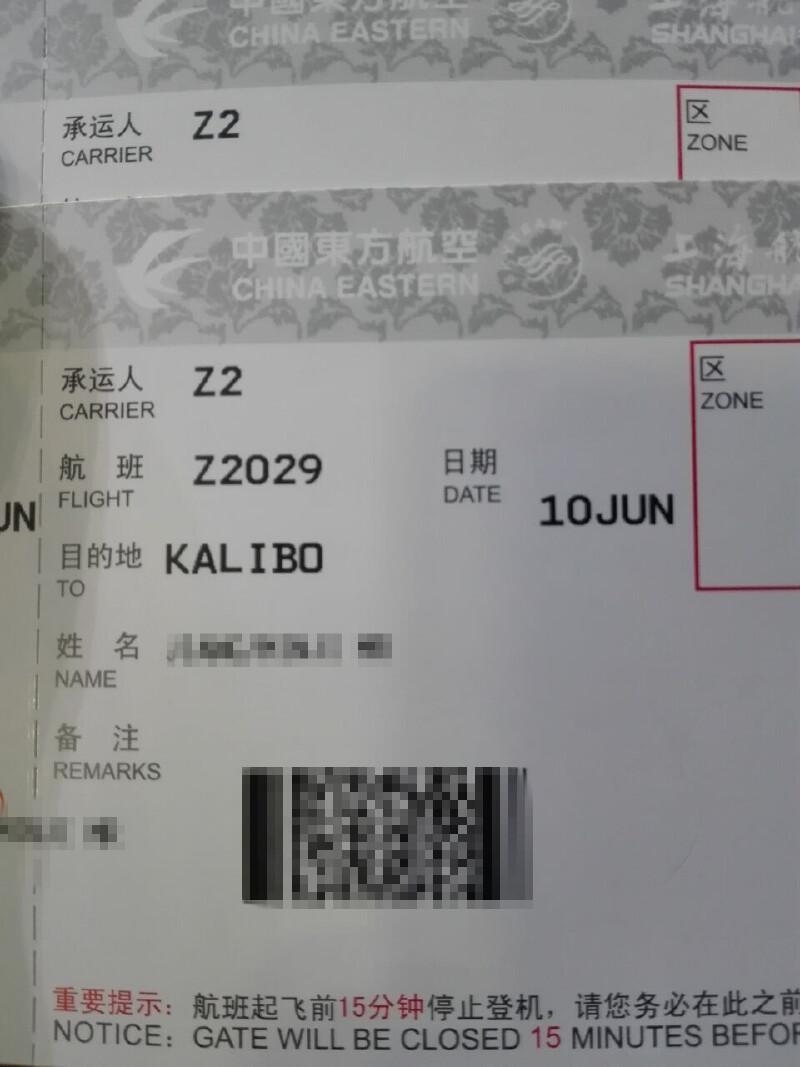 中國東方航空
CHINA EASTERN
SHANGHAI
承运人 Z2
CARRIER
区
ZONE
中國東方航空
CHINA EASTERN
上海航
SHANGHA
承运人 Z2
CARRIER
区
ZONE
航 班 Z2029
FLIGHT
日期
DATE 10JUN
UN
目的地 KALIBO
TO
姓 名
NAME
备 注
REMARKS
重要提示：航班起飞前15分钟停止登机，请您务必在此之前
NOTICE: GATE WILL BE CLOSED 15 MINUTES BEFOR